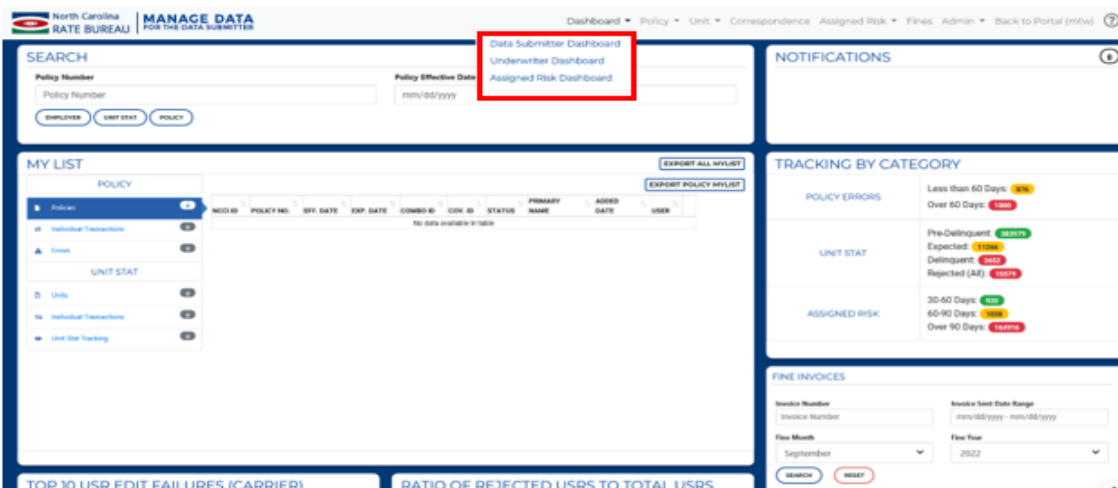 North Carolina
RATE BUREAU
MANAGE DATA
FOR THE DATA SUBMITTER
Dashboard Policy Unit Correspondence Assigned Risk Fines Admin Back to Portal (mtw) ?
Data Submitter Dashboard
Underwriter Dashboard
Assigned Risk Dashboard
SEARCH
Policy Number
Policy Effective Date
Policy Number
mm/dd/yyyy
EMPLOYER UNIT STAT POLICY
NOTIFICATIONS
MY LIST
EXPORT ALL MYLIST
POLICY
EXPORT POLICY MYLIST
Policies
NCCI ID POLICY NO. EFF. DATE EXP. DATE COMBO ID COV. ID STATUS PRIMARY NAME ADDED DATE USER
No data available in table
Individual Transactions
Errors
UNIT STAT
Units
Individual Transactions
Unit Stat Tracking
TRACKING BY CATEGORY
POLICY ERRORS
Less than 60 Days: 876
Over 60 Days:
UNIT STAT
Pre-Delinquent: 383979
Expected: 11266
Delinquent:
Rejected (All): 15579
ASSIGNED RISK
30-60 Days:
60-90 Days:
Over 90 Days: 164916
FINE INVOICES
Invoice Number
Invoice Sent Date Range
Invoice Number
mm/dd/yyyy - mm/dd/yyyy
Fine Month
Fine Year
September
2022
SEARCH RESET
TOP 10 USR EDIT FAILURES (CARRIER)
RATIO OF REJECTED USRS TO TOTAL USRS